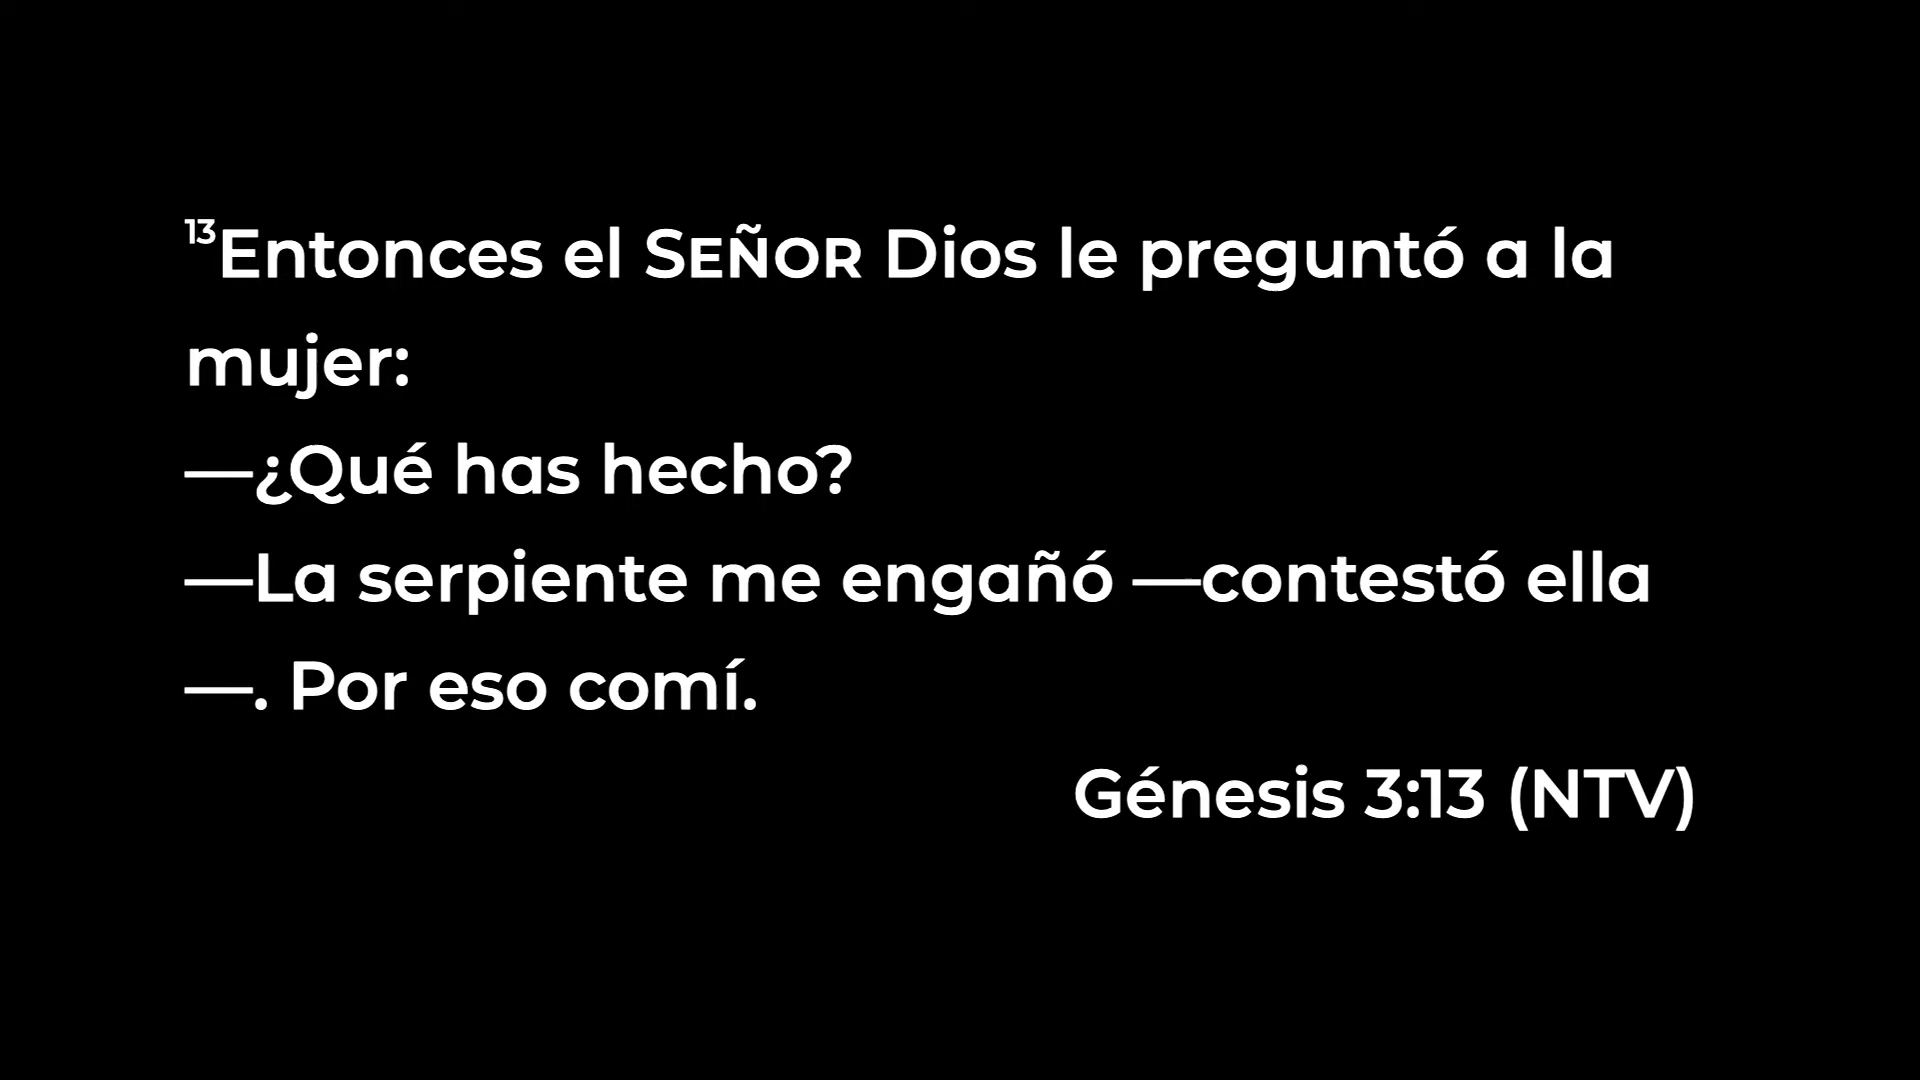 ¹³Entonces el SEÑOR Dios le preguntó a la
mujer:
—¿Qué has hecho?
—La serpiente me engañó —contestó ella
—. Por eso comí.
Génesis 3:13 (NTV)